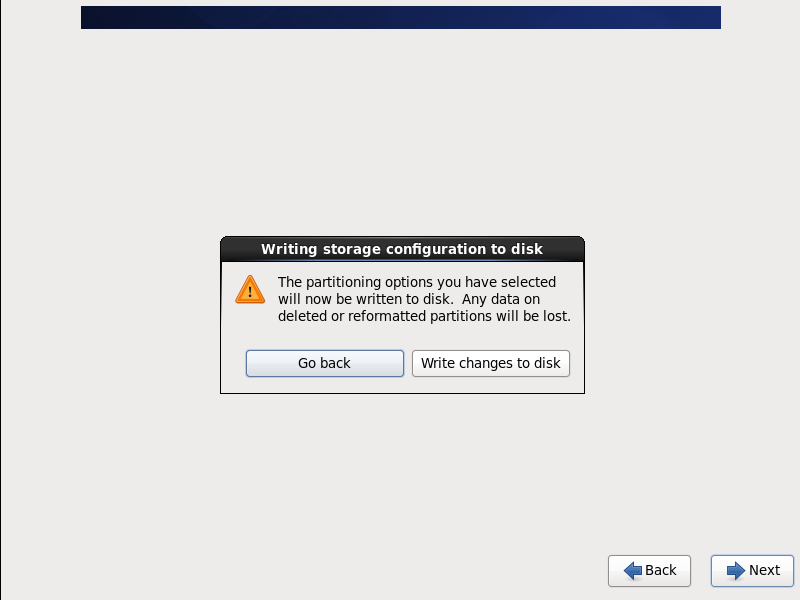 Writing storage configuration to disk
The partitioning options you have selected
will now be written to disk.  Any data on
deleted or reformatted partitions will be lost.
Go back
Write changes to disk
Back
Next